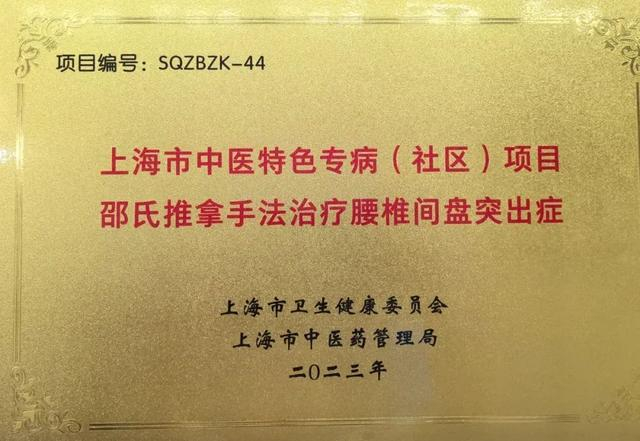 项目编号：SQZBZK-44
上海市中医特色专病（社区）项目
邵氏推拿手法治疗腰椎间盘突出症
上海市卫生健康委员会
上海市中医药管理局
二〇二三年